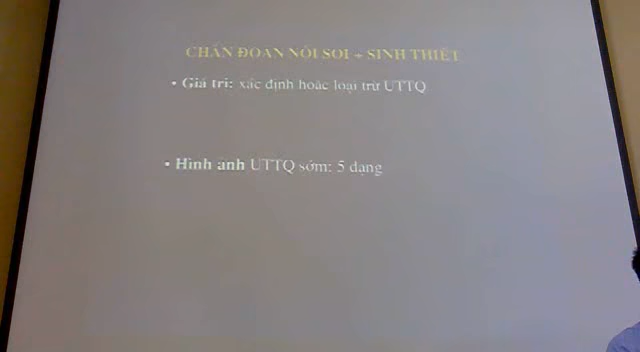 CHẨN ĐOÁN NỘI SOI + SINH THIẾT
• Giá trị: xác định hoặc loại trừ UTTQ
• Hình ảnh UTTQ sớm: 5 dạng